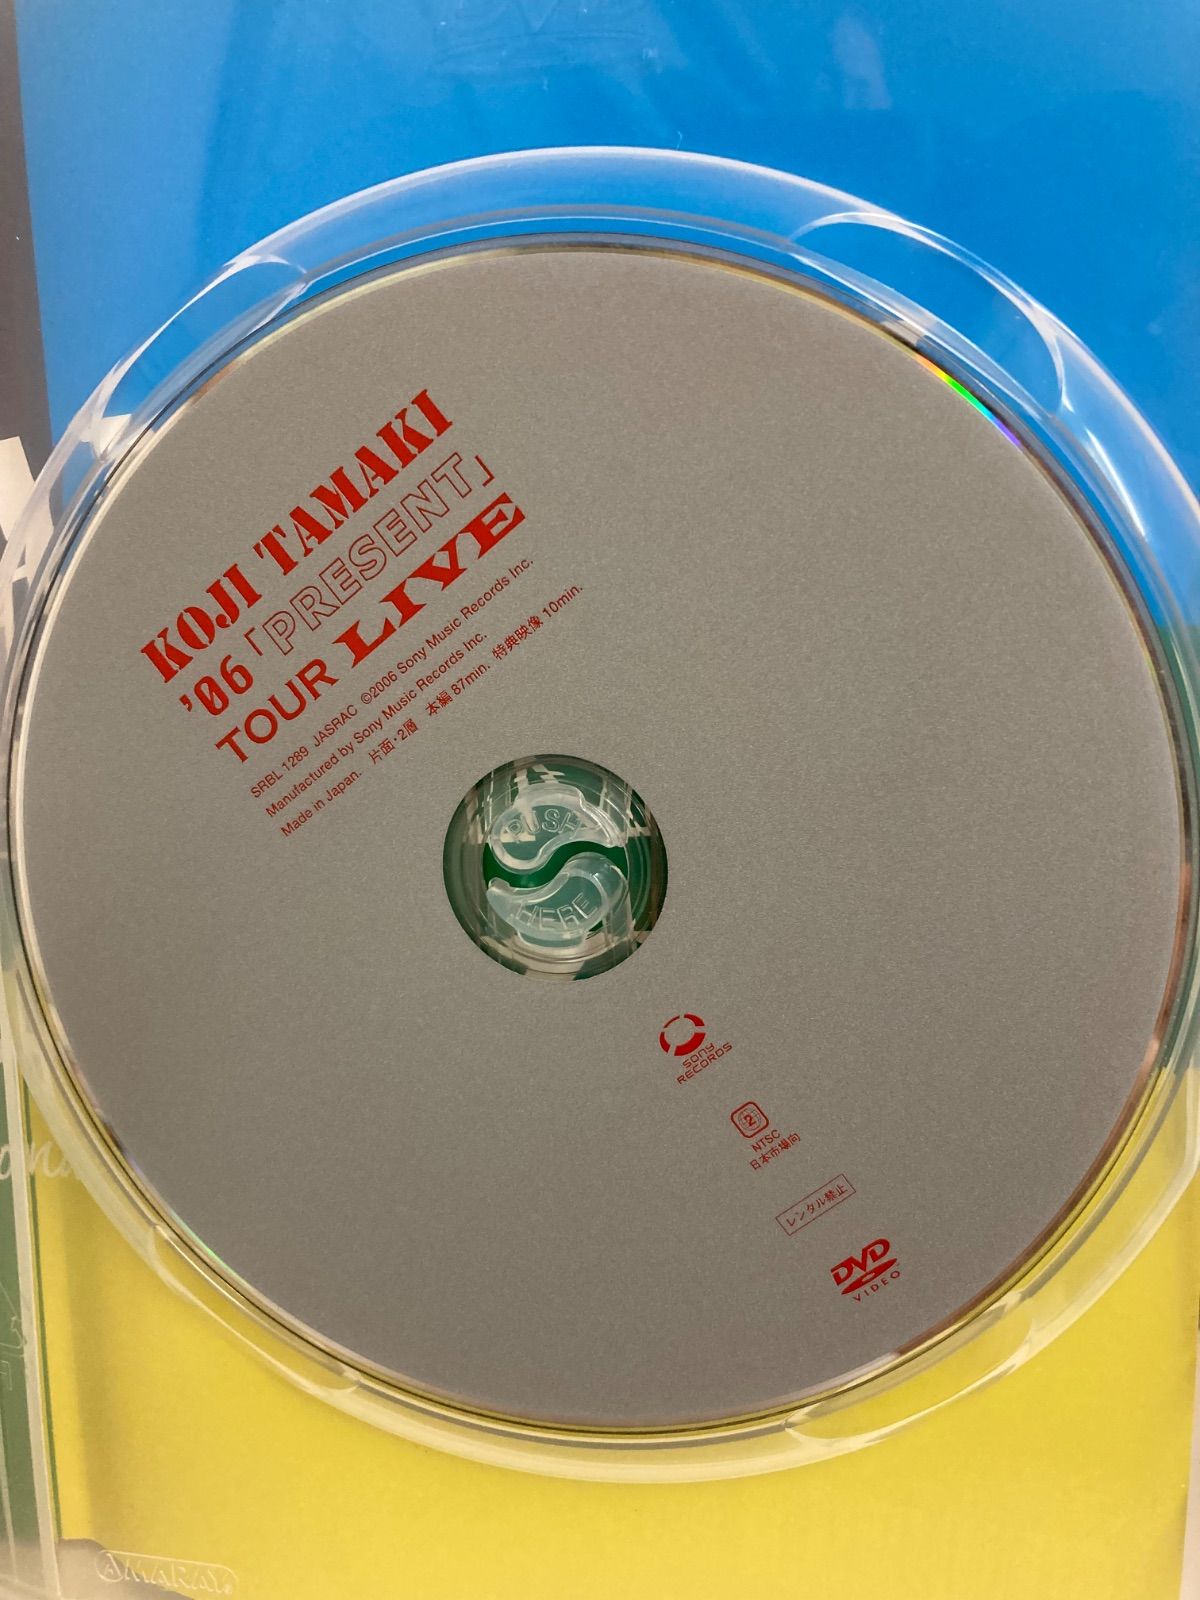 KOJI TAMAKI
'06「PRESENT」
TOUR LIVE
SRBL 1289 JASRAC ©2006 Sony Music Records Inc.
Manufactured by Sony Music Records Inc.
Made in Japan. 片面・2層 本編 87min. 特典映像 10min.
PUSH
HERE
SONY
RECORDS
2
NTSC
日本市場向
レンタル禁止
DVD
VIDEO
AMARAY